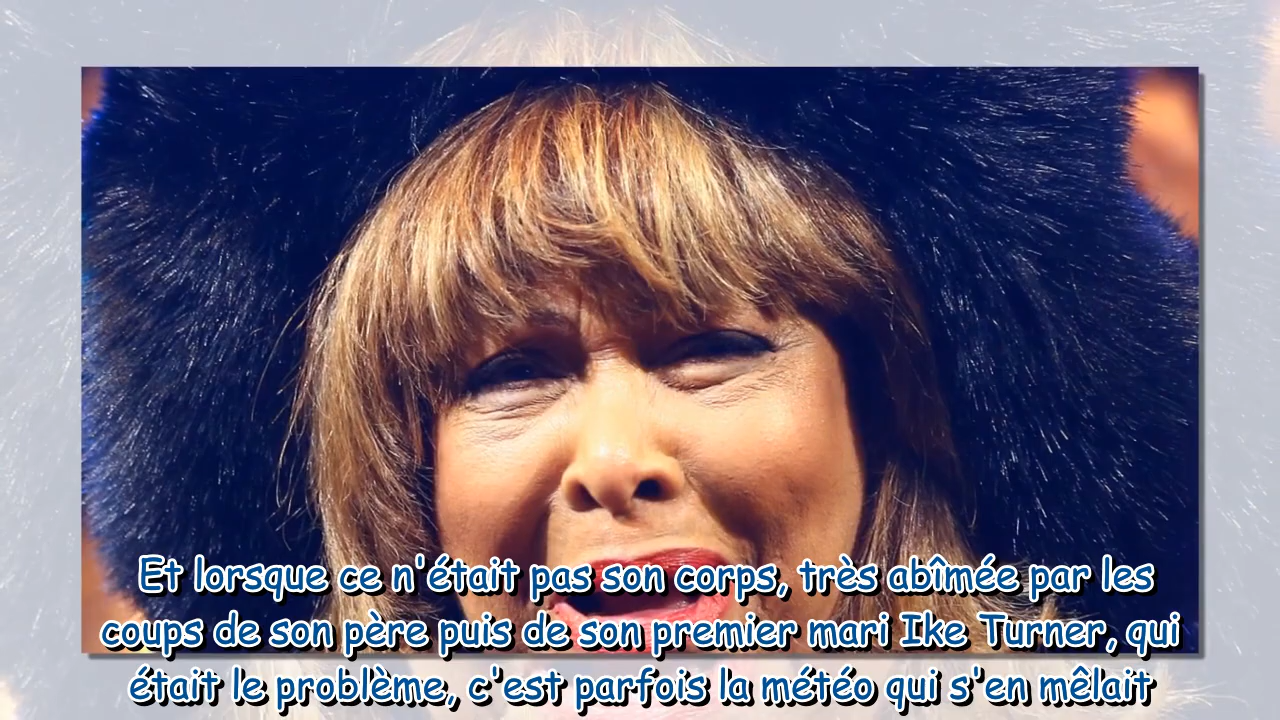 Et lorsque ce n'était pas son corps, très abîmée par les
coups de son père puis de son premier mari Ike Turner, qui
était le problème, c'est parfois la météo qui s'en mêlait